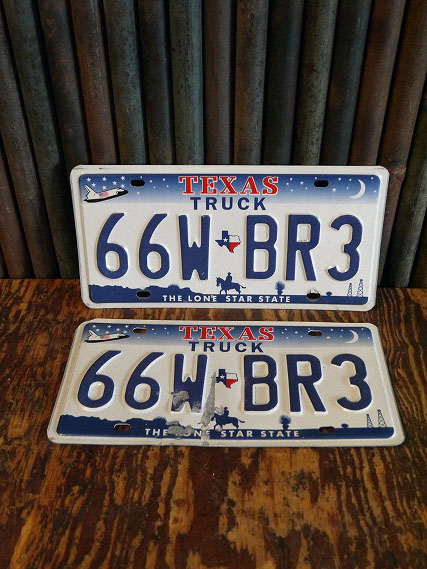 TEXAS
TRUCK
66W BR3
THE LONE STAR STATE
TEXAS
TRUCK
66W BR3
THE LONE STAR STATE